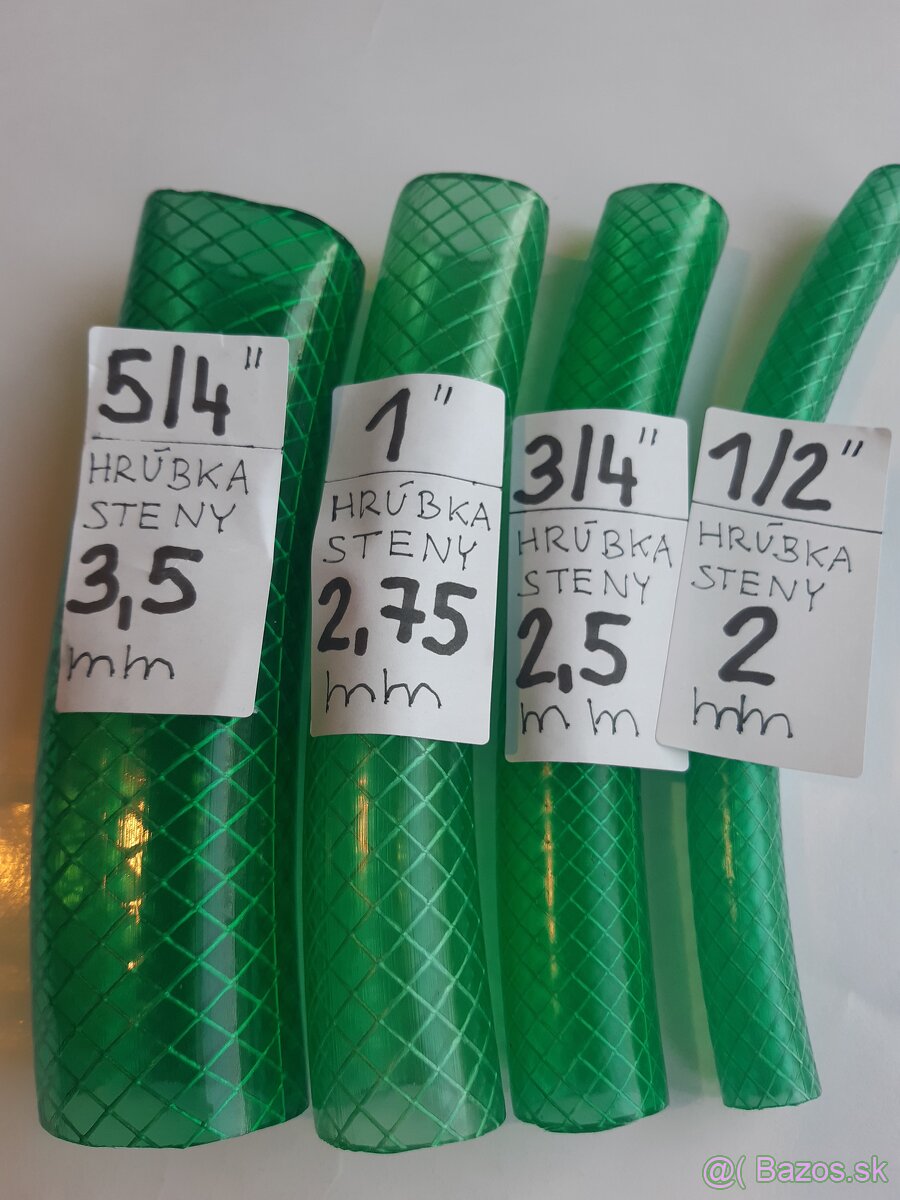 5/4"
HRÚBKA
STENY
3,5
mm
1"
HRÚBKA
STENY
2,75
mm
3/4"
HRÚBKA
STENY
2,5
mm
1/2"
HRÚBKA
STENY
2
mm
@( Bazos.sk